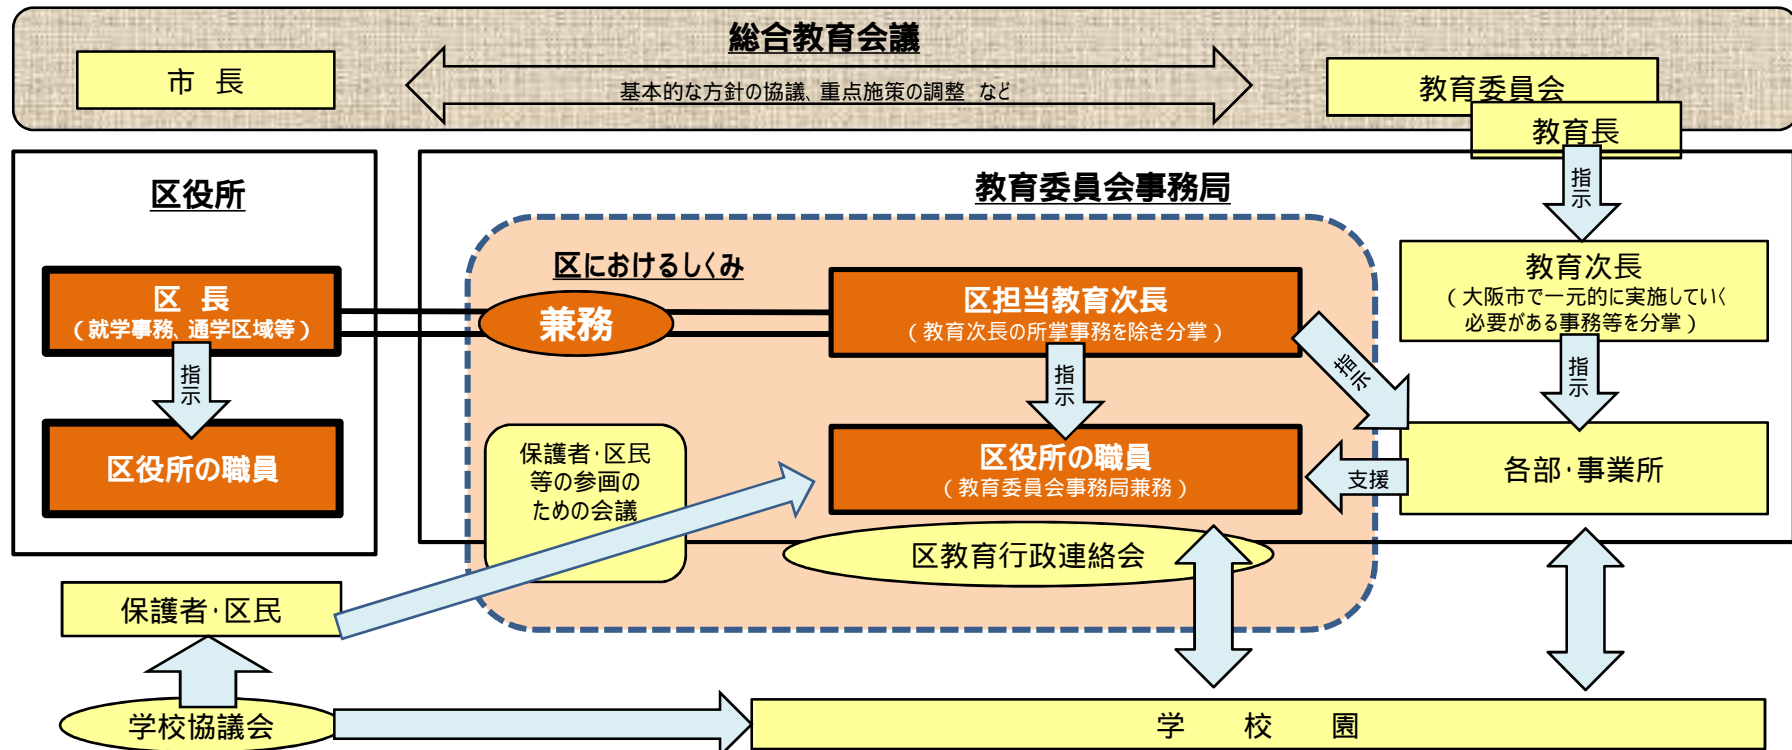 総合教育会議
市 長
基本的な方針の協議、重点施策の調整 など
教育委員会
教育長
指示
区役所
教育委員会事務局
区におけるしくみ
区 長
(就学事務、通学区域等)
兼務
区担当教育次長
(教育次長の所掌事務を除き分掌)
教育次長
(大阪市で一元的に実施していく
必要がある事務等を分掌)
指示
指示
指示
指示
区役所の職員
保護者・区民
等の参画の
ための会議
区役所の職員
(教育委員会事務局兼務)
支援
各部・事業所
区教育行政連絡会
保護者・区民
学校協議会
学 校 園